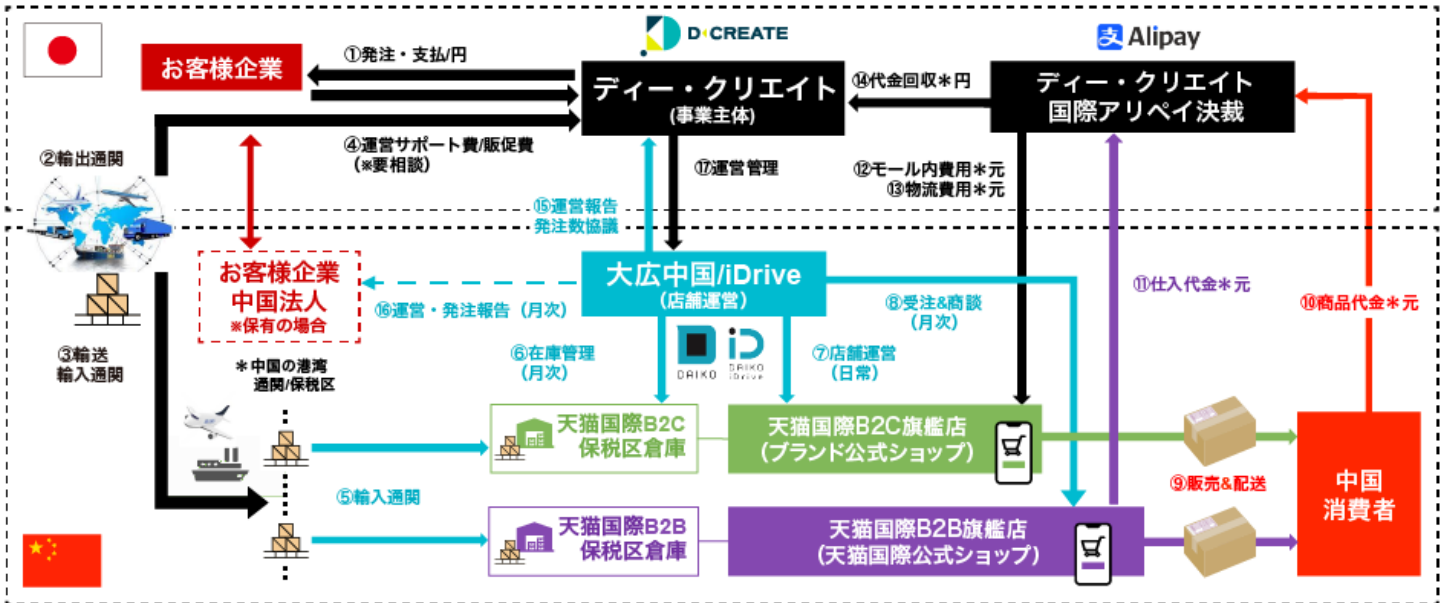 D・CREATE
支 Alipay
お客様企業
①発注・支払/円
ディー・クリエイト
(事業主体)
⑭代金回収＊円
ディー・クリエイト
国際アリペイ決裁
④運営サポート費/販促費
（※要相談）
②輸出通関
⑰運営管理
⑫モール内費用＊元
⑬物流費用＊元
⑮運営報告
発注数協議
お客様企業
中国法人
※保有の場合
大広中国/iDrive
（店舗運営）
⑯運営・発注報告（月次）
⑧受注&商談
（月次）
⑪仕入代金＊元
⑩商品代金＊元
③輸送
輸入通関
＊中国の港湾
通関/保税区
⑥在庫管理
（月次）
DAIKO
iD
DAIKO
iDrive
⑦店舗運営
（日常）
天猫国際B2C
保税区倉庫
天猫国際B2C旗艦店
（ブランド公式ショップ）
⑤輸入通関
⑨販売&配送
中国
消費者
天猫国際B2B
保税区倉庫
天猫国際B2B旗艦店
（天猫国際公式ショップ）